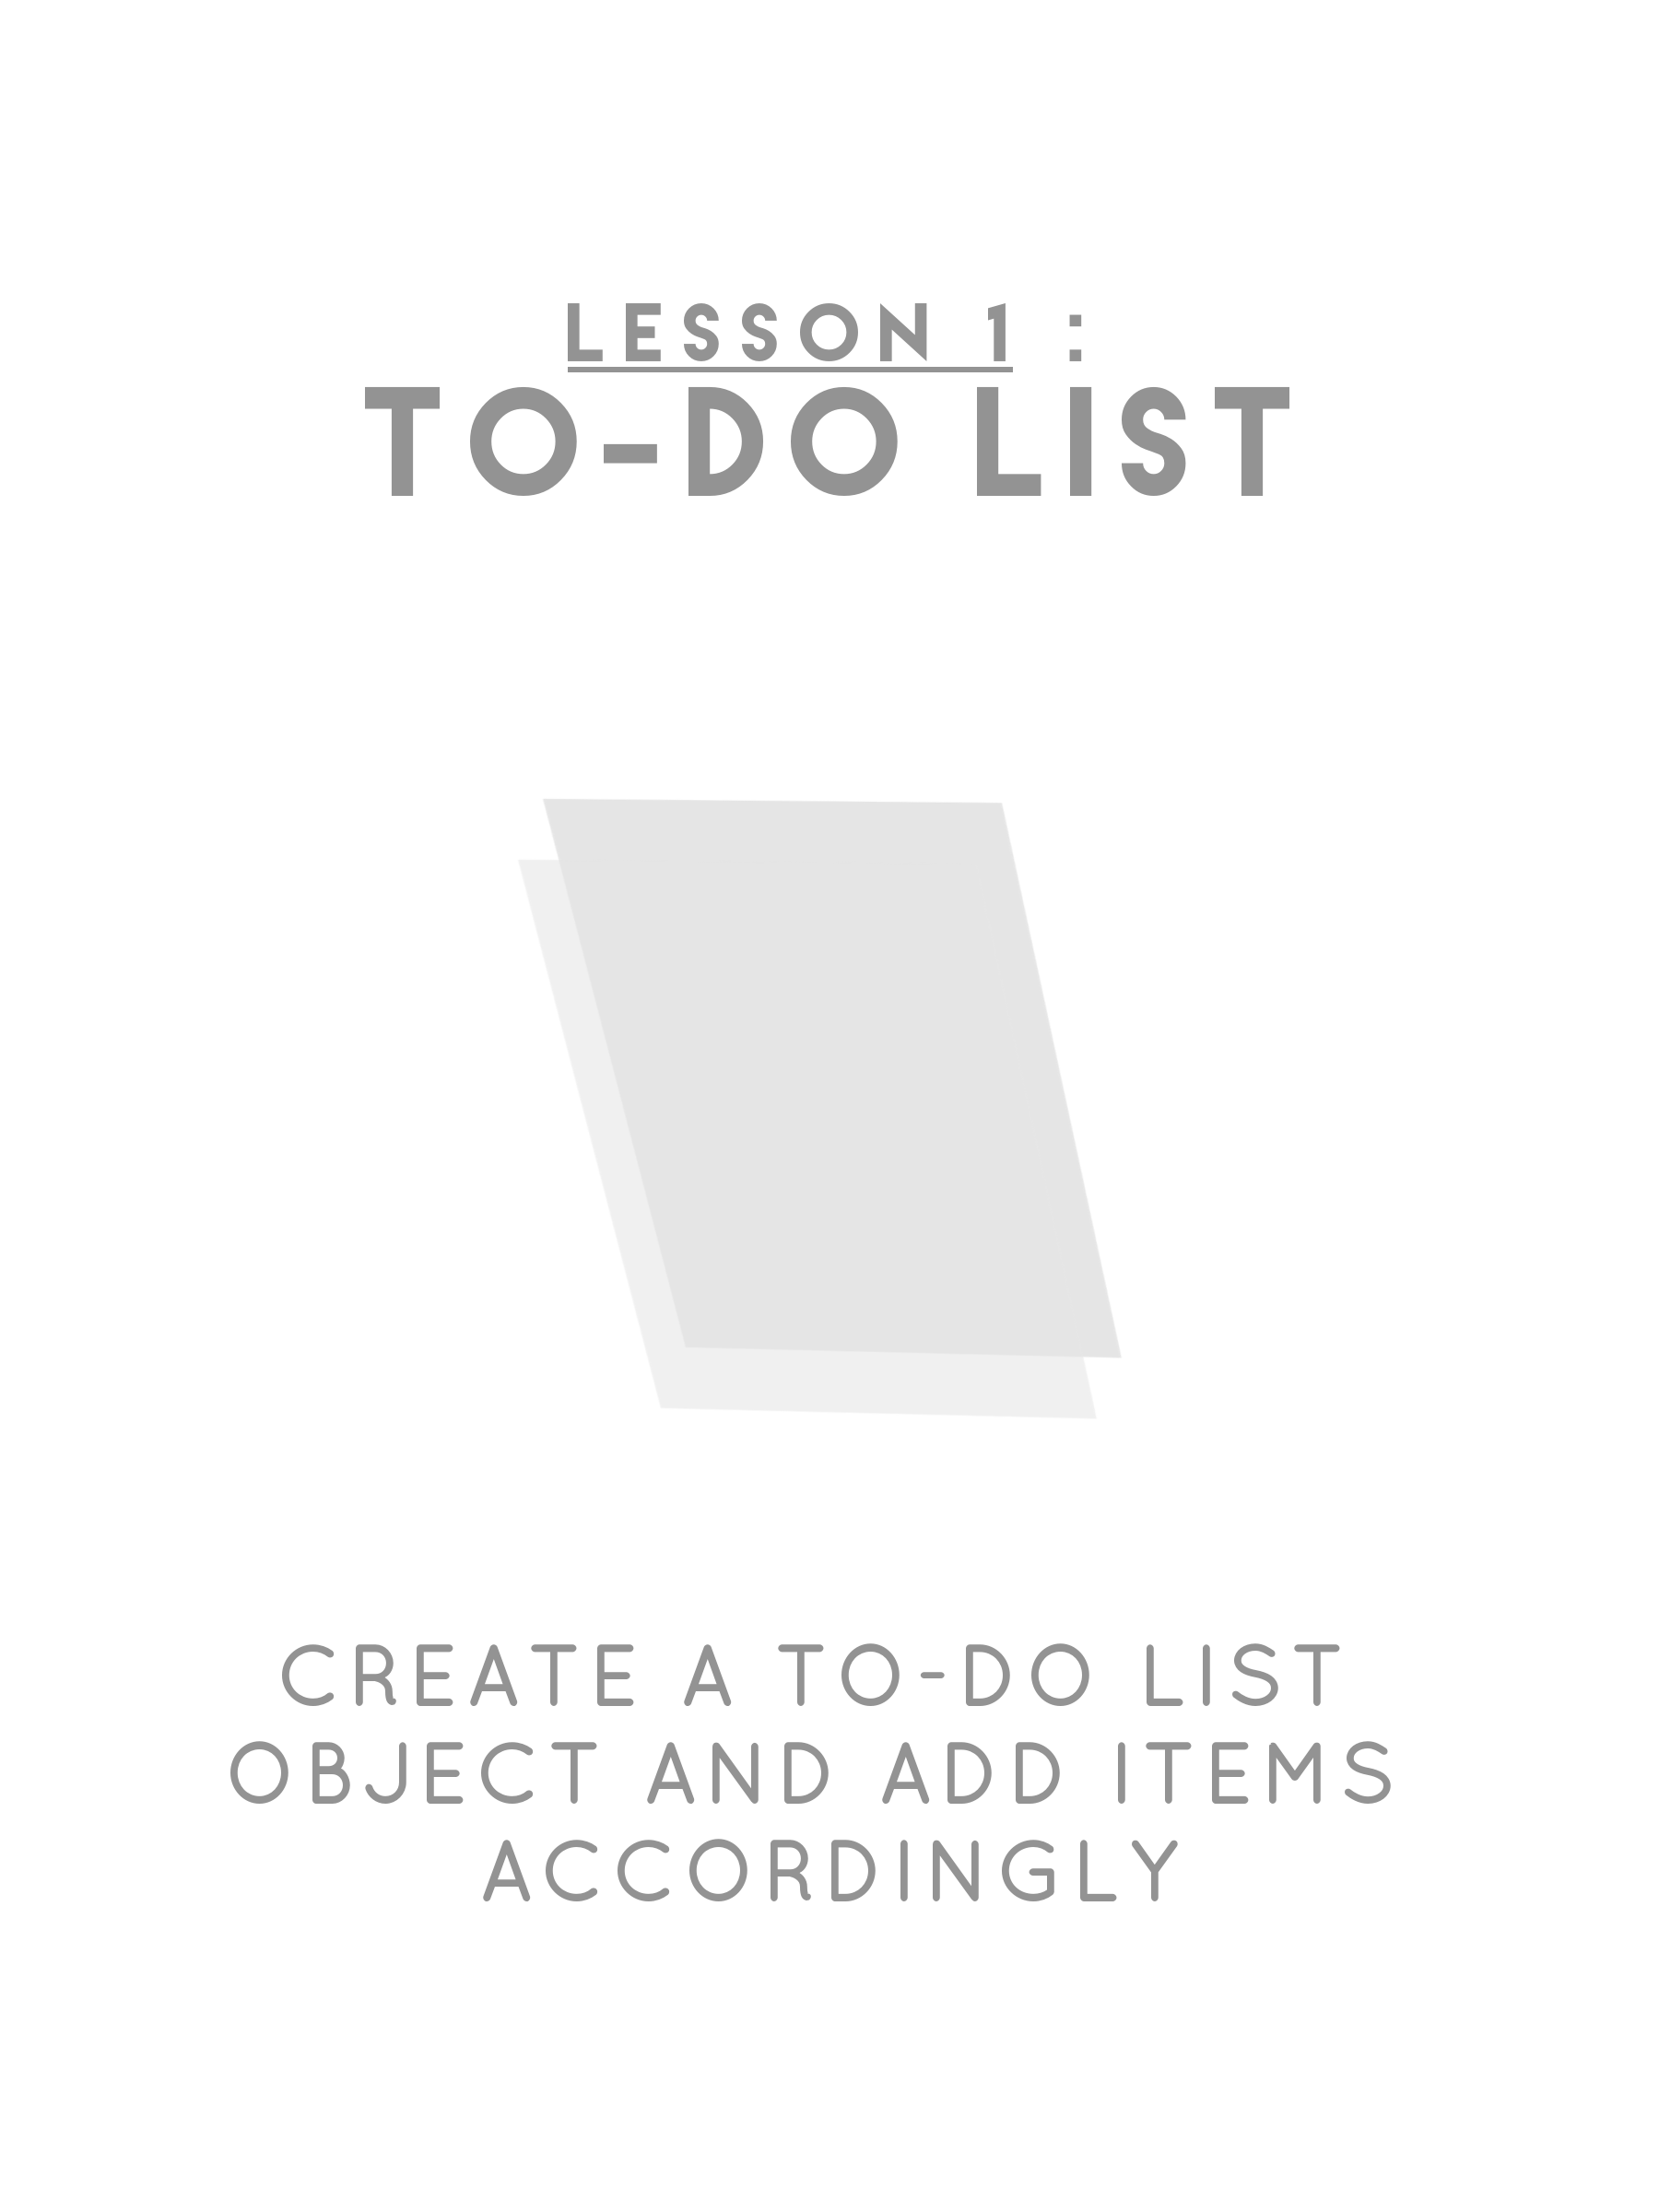 LESSON 1 :
TO-DO LIST
CREATE A TO-DO LIST
OBJECT AND ADD ITEMS
ACCORDINGLY